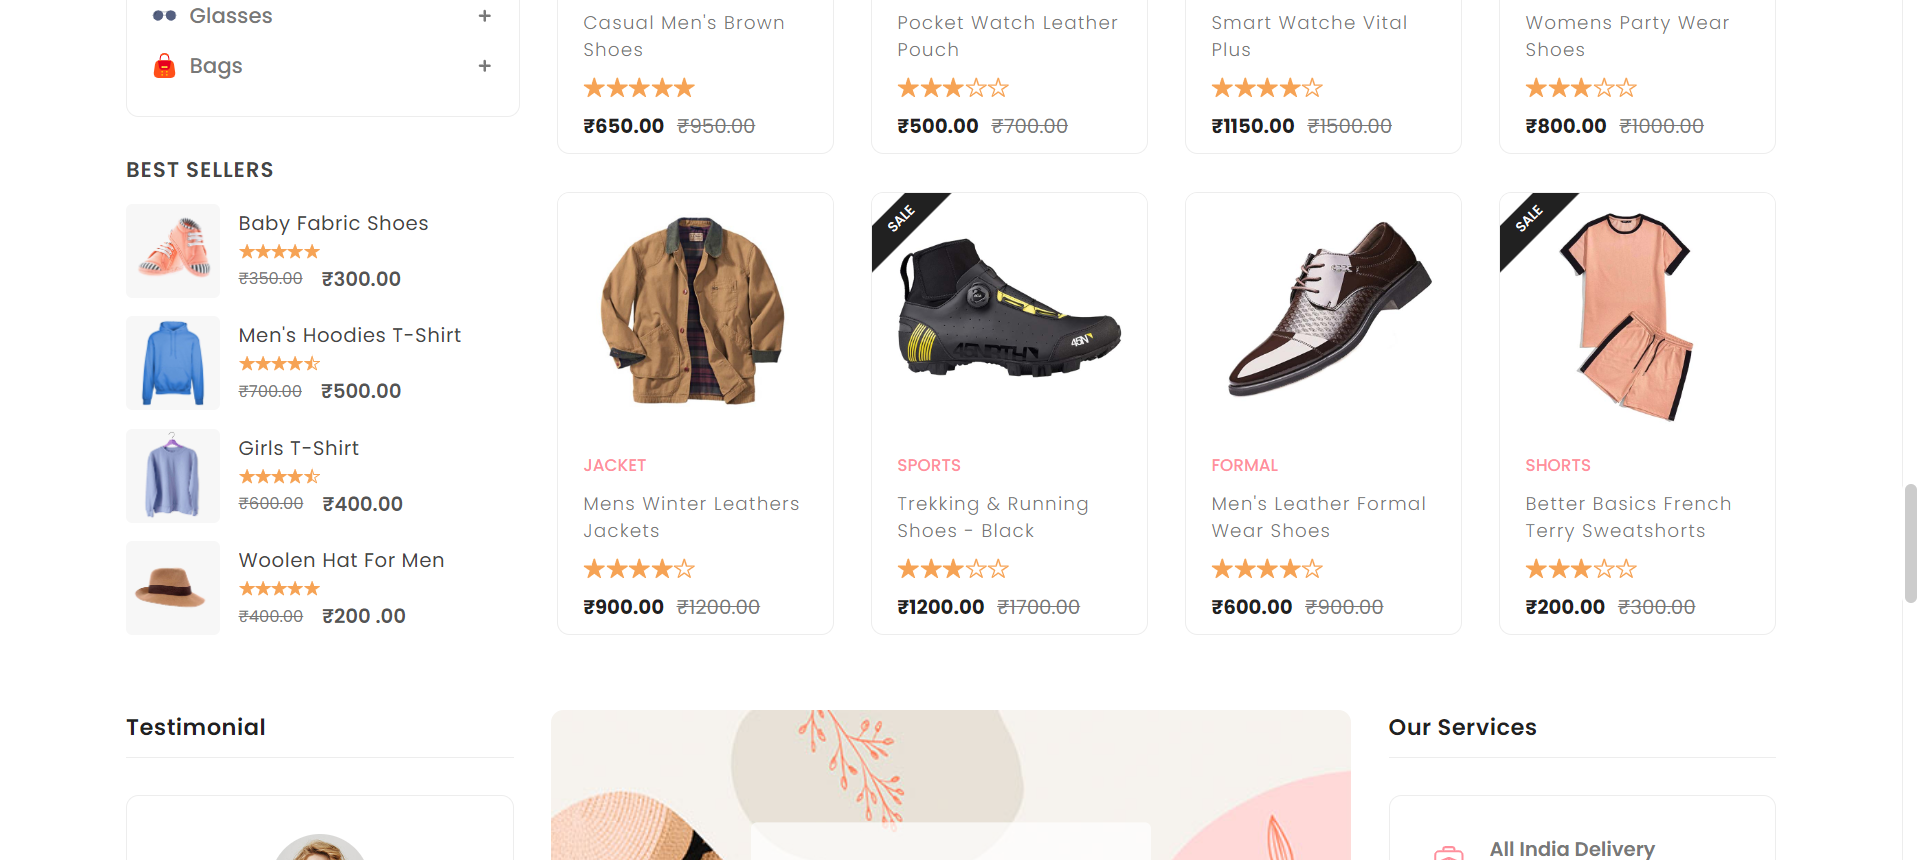 Glasses +
Bags +
BEST SELLERS
Baby Fabric Shoes
₹350.00 ₹300.00
Men's Hoodies T-Shirt
₹700.00 ₹500.00
Girls T-Shirt
₹600.00 ₹400.00
Woolen Hat For Men
₹400.00 ₹200 .00
Casual Men's Brown
Shoes
₹650.00 ₹950.00
Pocket Watch Leather
Pouch
₹500.00 ₹700.00
Smart Watche Vital
Plus
₹1150.00 ₹1500.00
Womens Party Wear
Shoes
₹800.00 ₹1000.00
JACKET
Mens Winter Leathers
Jackets
₹900.00 ₹1200.00
SALE
45NRTH
45N
SPORTS
Trekking & Running
Shoes - Black
₹1200.00 ₹1700.00
FORMAL
Men's Leather Formal
Wear Shoes
₹600.00 ₹900.00
SALE
SHORTS
Better Basics French
Terry Sweatshorts
₹200.00 ₹300.00
Testimonial
Our Services
All India Delivery